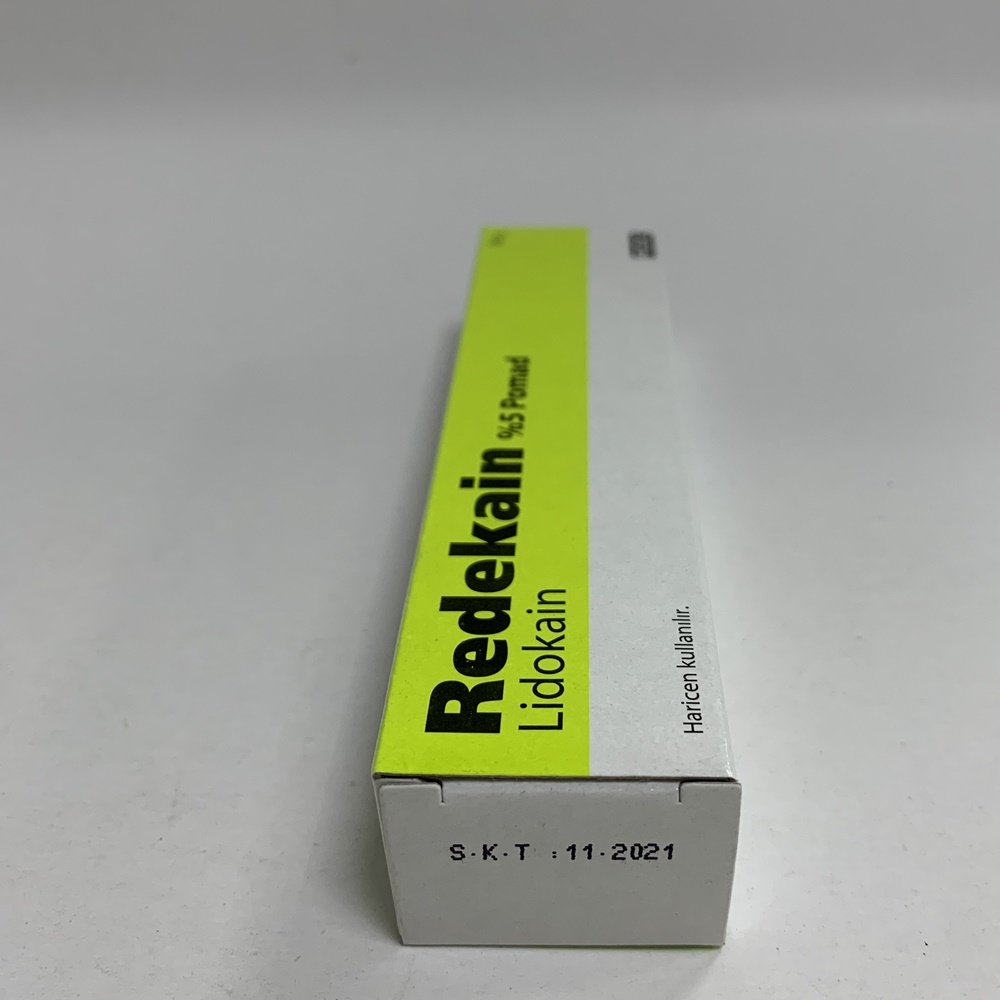 Redekain %5 Pomad
Lidokain
Haricen kullanılır.
S.K.T :11.2021